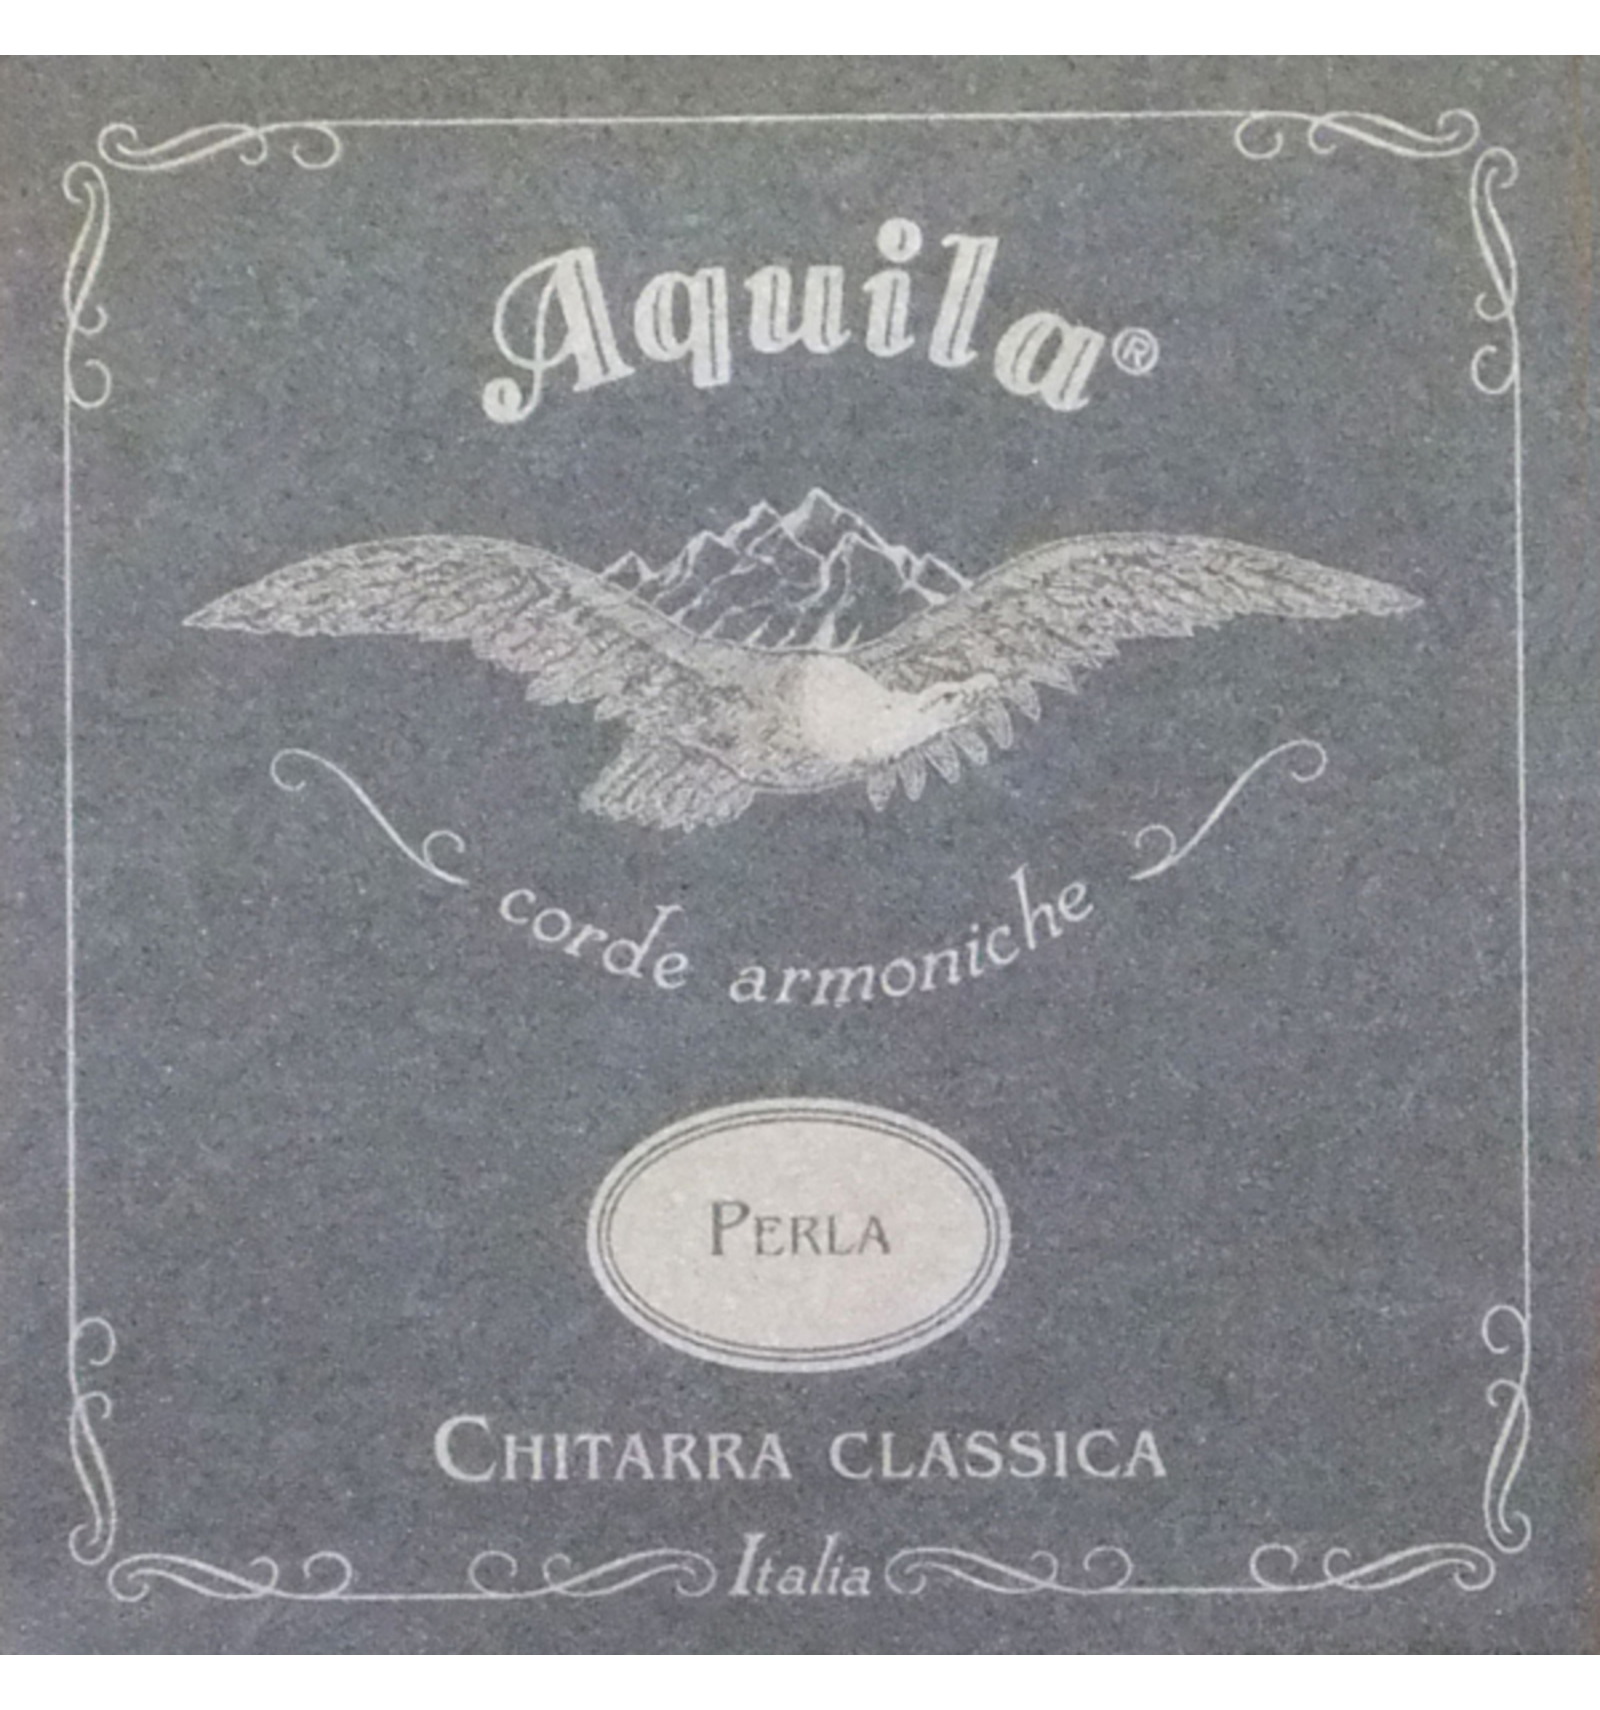 Aquila®
corde armoniche
PERLA
CHITARRA CLASSICA
Italia